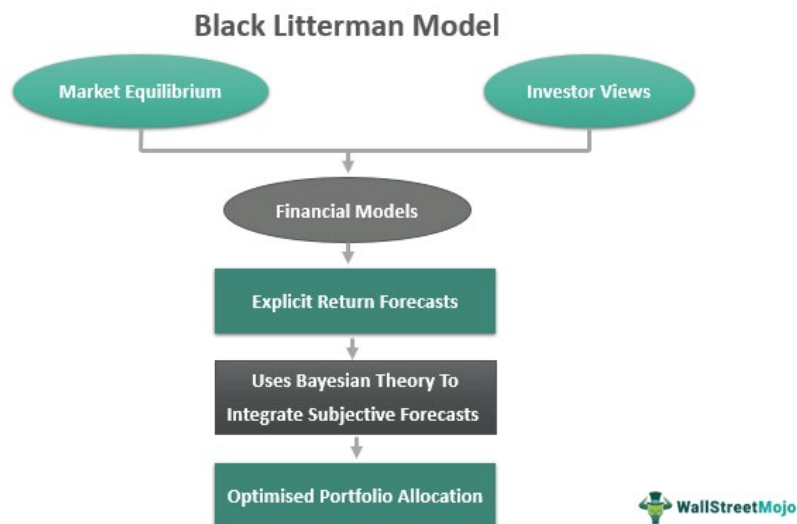 Black Litterman Model
Market Equilibrium
Investor Views
Financial Models
Explicit Return Forecasts
Uses Bayesian Theory To
Integrate Subjective Forecasts
Optimised Portfolio Allocation
WallStreetMojo